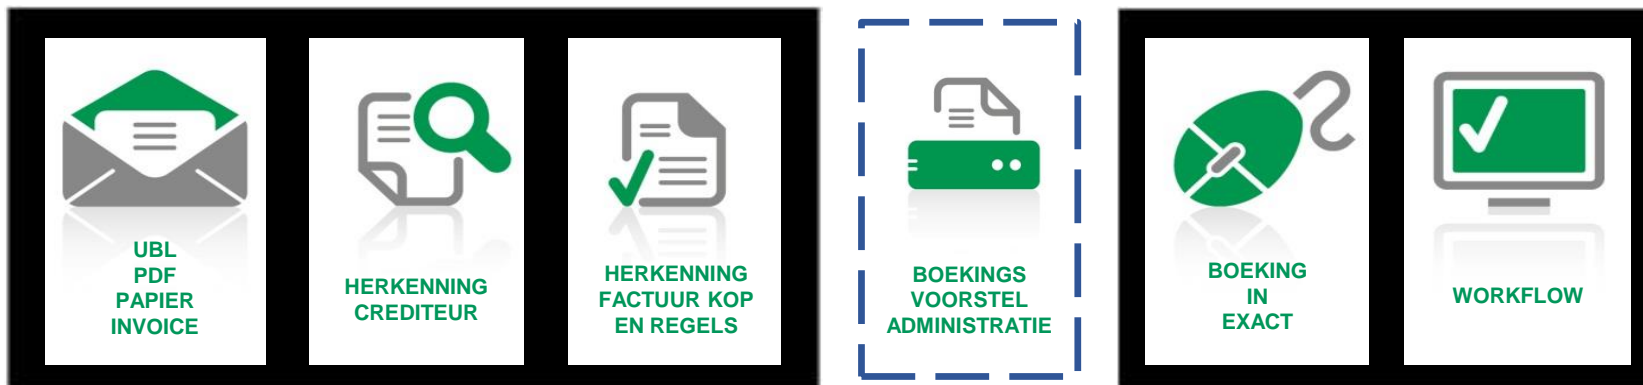 UBL
PDF
PAPIER
INVOICE
HERKENNING
CREDITEUR
HERKENNING
FACTUUR KOP
EN REGELS
BOEKINGS
VOORSTEL
ADMINISTRATIE
BOEKING
IN
EXACT
WORKFLOW